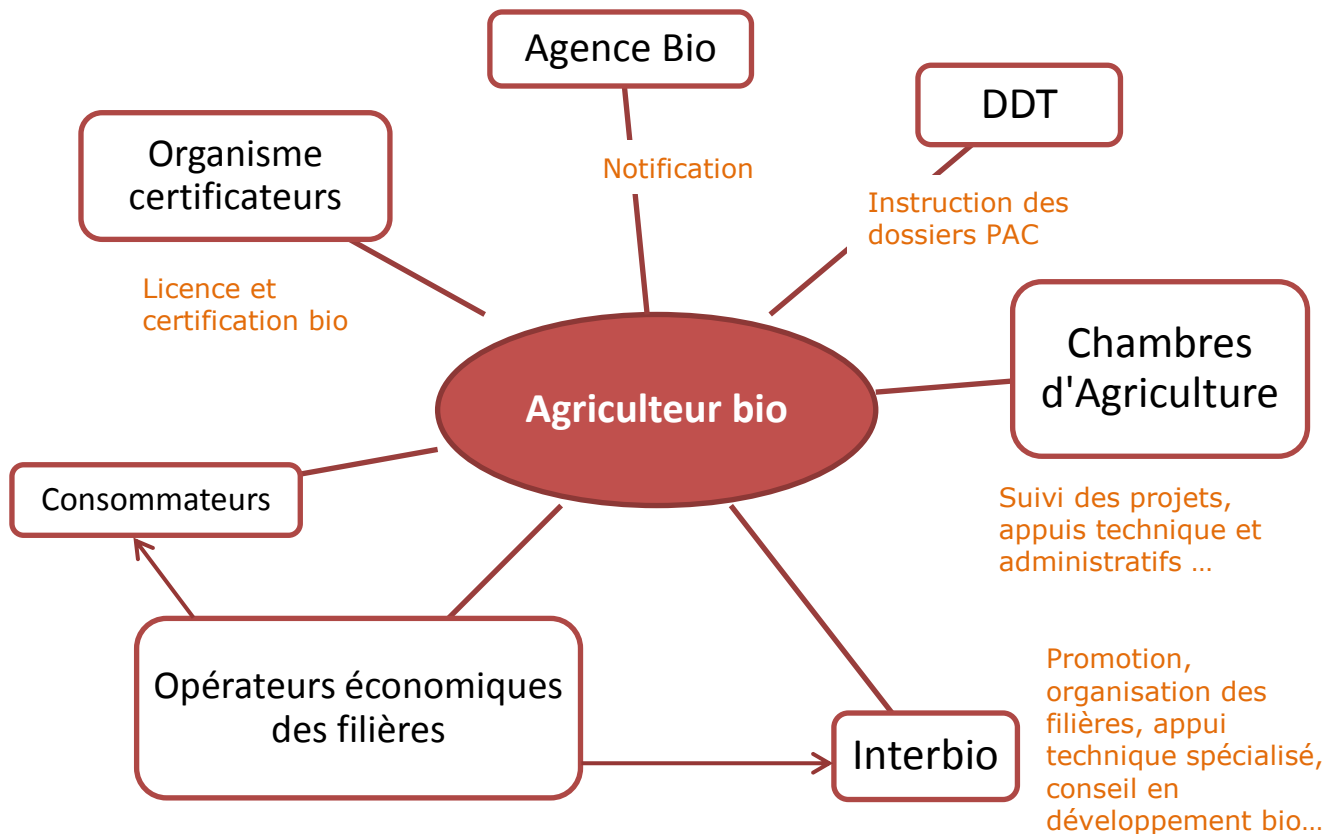 Agence Bio
DDT
Organisme
certificateurs
Notification
Instruction des
dossiers PAC
Licence et
certification bio
Chambres
d'Agriculture
Agriculteur bio
Consommateurs
Suivi des projets,
appuis technique et
administratifs ...
Opérateurs économiques
des filières
Interbio
Promotion,
organisation des
filières, appui
technique spécialisé,
conseil en
développement bio...